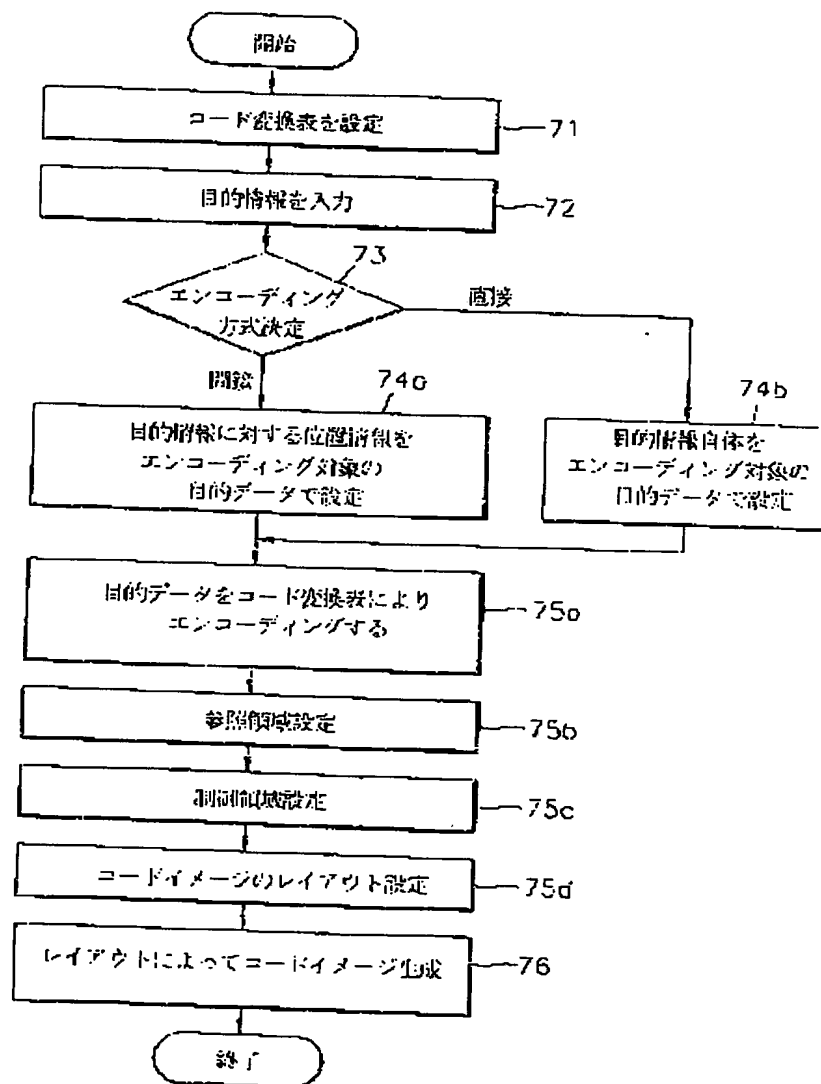 開始
コード変換表を設定
71
目的情報を入力
72
73
エンコーディング
方式決定
直接
間接
74a
目的情報に対する位置情報を
エンコーディング対象の
目的データで設定
74b
目的情報自体を
エンコーディング対象の
目的データで設定
目的データをコード変換表により
エンコーディングする
75a
参照領域設定
75b
制御領域設定
75c
コードイメージのレイアウト設定
75d
レイアウトによってコードイメージ生成
76
終了